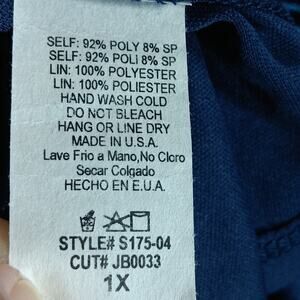 SELF: 92% POLY 8% SP
SELF: 92% POLI 8% SP
LIN: 100% POLYESTER
LIN: 100% POLIESTER
HAND WASH COLD
DO NOT BLEACH
HANG OR LINE DRY
MADE IN U.S.A.
Lave Frio a Mano,No Cloro
Secar Colgado
HECHO EN E.U.A.
STYLE# S175-04
CUT# JB0033
1X